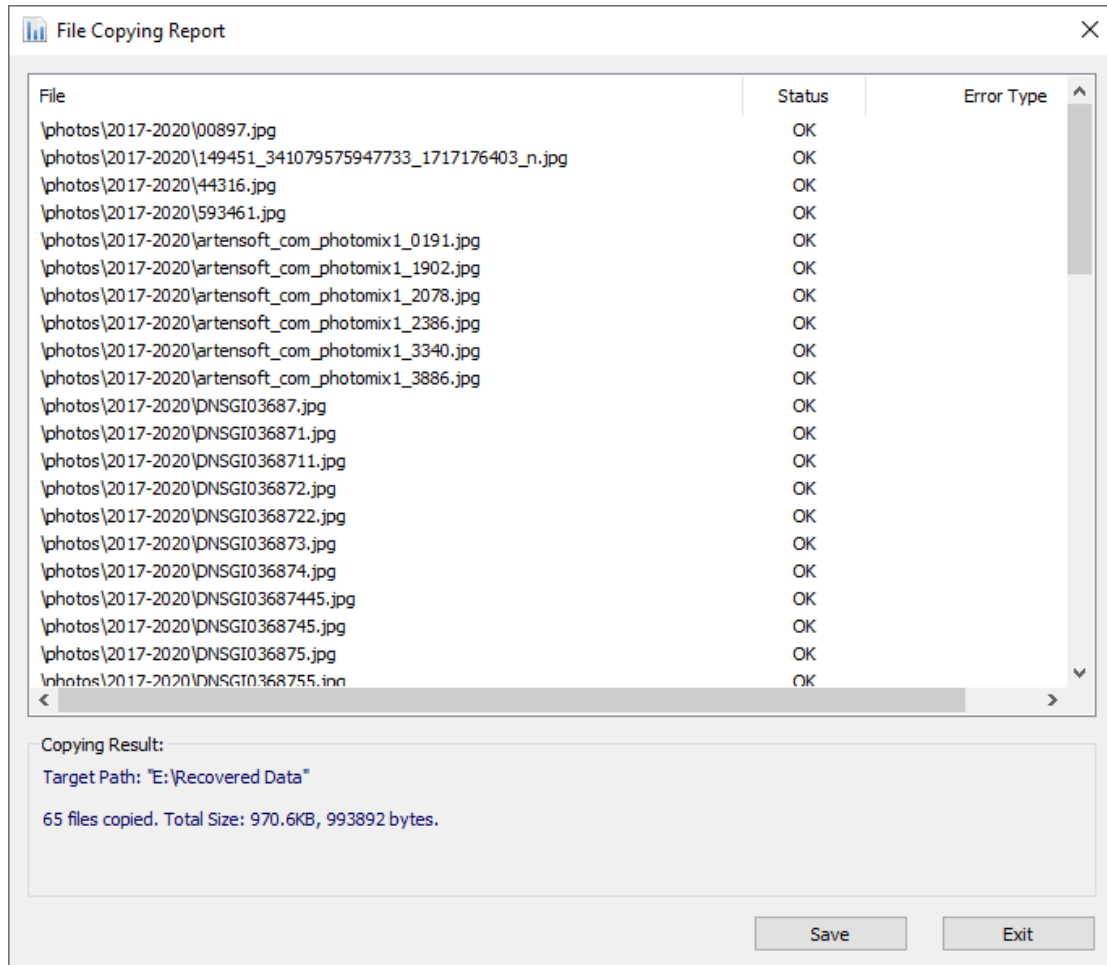 File Copying Report
File Status Error Type
\photos\2017-2020\00897.jpg OK
\photos\2017-2020\149451_341079575947733_1717176403_n.jpg OK
\photos\2017-2020\44316.jpg OK
\photos\2017-2020\593461.jpg OK
\photos\2017-2020\artensoft_com_photomix1_0191.jpg OK
\photos\2017-2020\artensoft_com_photomix1_1902.jpg OK
\photos\2017-2020\artensoft_com_photomix1_2078.jpg OK
\photos\2017-2020\artensoft_com_photomix1_2386.jpg OK
\photos\2017-2020\artensoft_com_photomix1_3340.jpg OK
\photos\2017-2020\artensoft_com_photomix1_3886.jpg OK
\photos\2017-2020\DNSGI03687.jpg OK
\photos\2017-2020\DNSGI036871.jpg OK
\photos\2017-2020\DNSGI0368711.jpg OK
\photos\2017-2020\DNSGI036872.jpg OK
\photos\2017-2020\DNSGI0368722.jpg OK
\photos\2017-2020\DNSGI036873.jpg OK
\photos\2017-2020\DNSGI036874.jpg OK
\photos\2017-2020\DNSGI03687445.jpg OK
\photos\2017-2020\DNSGI0368745.jpg OK
\photos\2017-2020\DNSGI036875.jpg OK
\photos\2017-2020\DNSGI0368755.jpg OK
Copying Result:
Target Path: "E:\Recovered Data"
65 files copied. Total Size: 970.6KB, 993892 bytes.
Save Exit